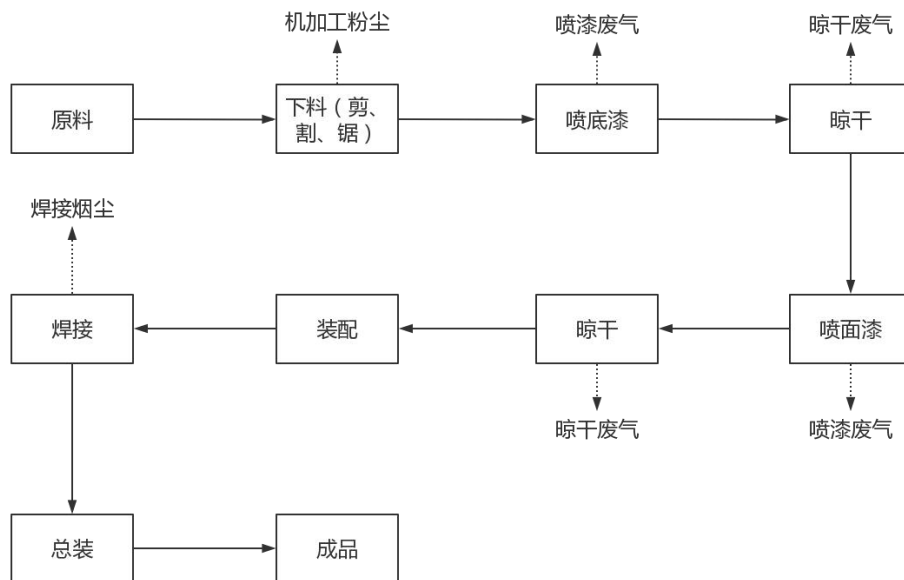 机加工粉尘
喷漆废气
晾干废气
原料
下料（剪、
割、锯）
喷底漆
晾干
焊接烟尘
焊接
装配
晾干
喷面漆
晾干废气
喷漆废气
总装
成品